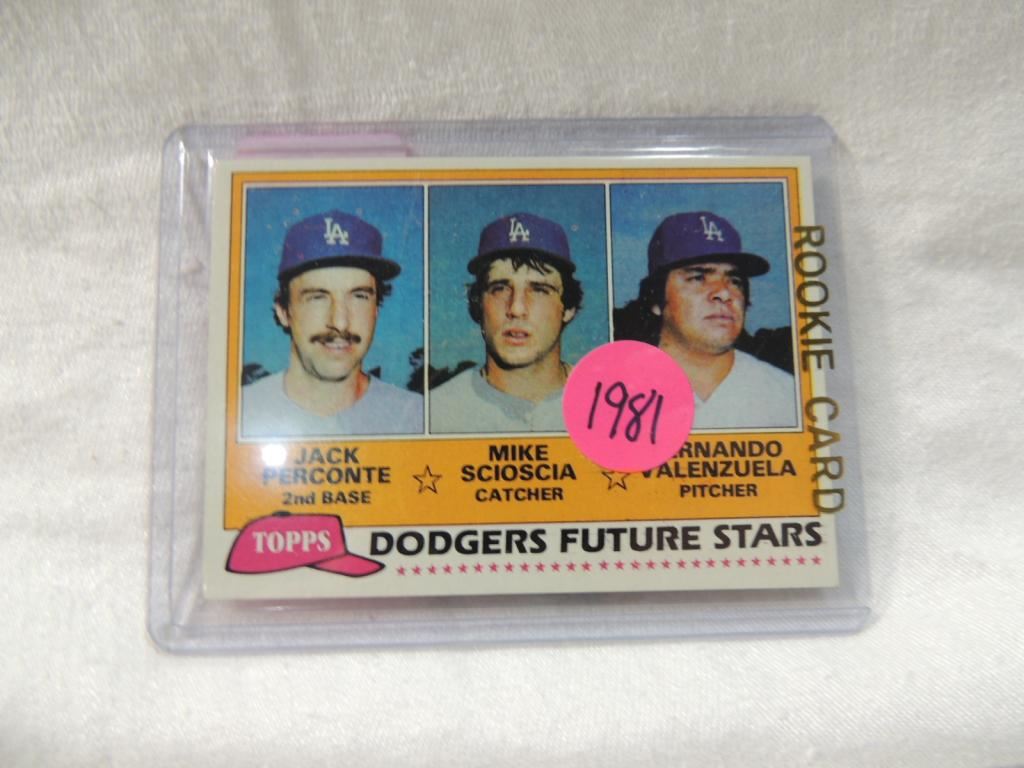 LA
LA
LA
JACK
PERCONTE
2nd BASE
MIKE
SCIOSCIA
CATCHER
1981
RNANDO
VALENZUELA
PITCHER
TOPPS
DODGERS FUTURE STARS
ROOKIE CARD